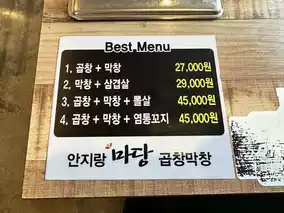 Best Menu
1. 곱창 + 막창 27,000원
2. 막창 + 삼겹살 29,000원
3. 곱창 + 막창 + 뽈살 45,000원
4. 곱창 + 막창 + 염통꼬지 45,000원
안지랑 마당 곱창막창